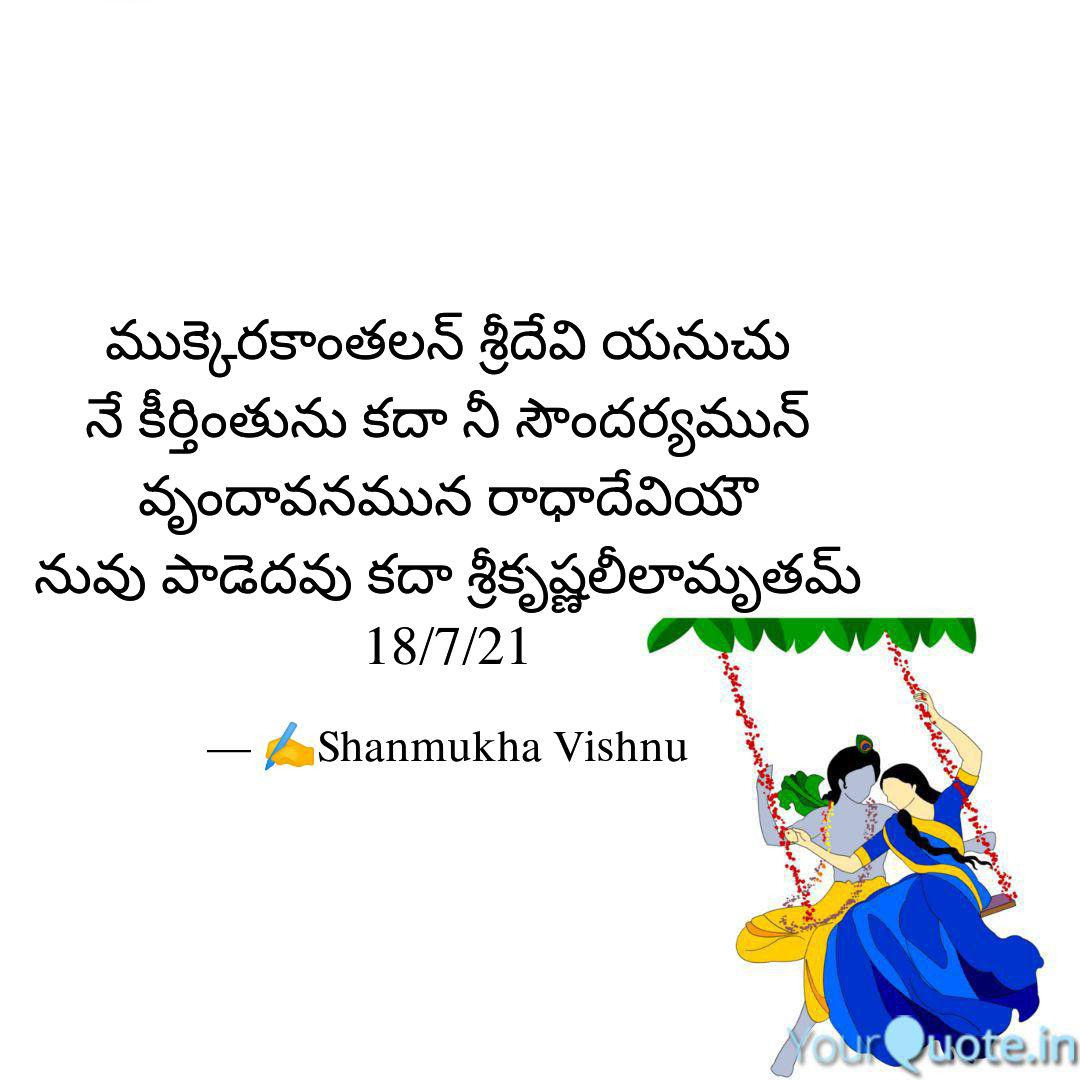 ముక్కెరకాంతలన్ శ్రీదేవి యనుచు
నే కీర్తింతును కదా నీ సౌందర్యమున్
వృందావనమున రాధాదేవియౌ
నువు పాడెదవు కదా శ్రీకృష్ణలీలామృతమ్
18/7/21
— ✍Shanmukha Vishnu
YourQuote.in